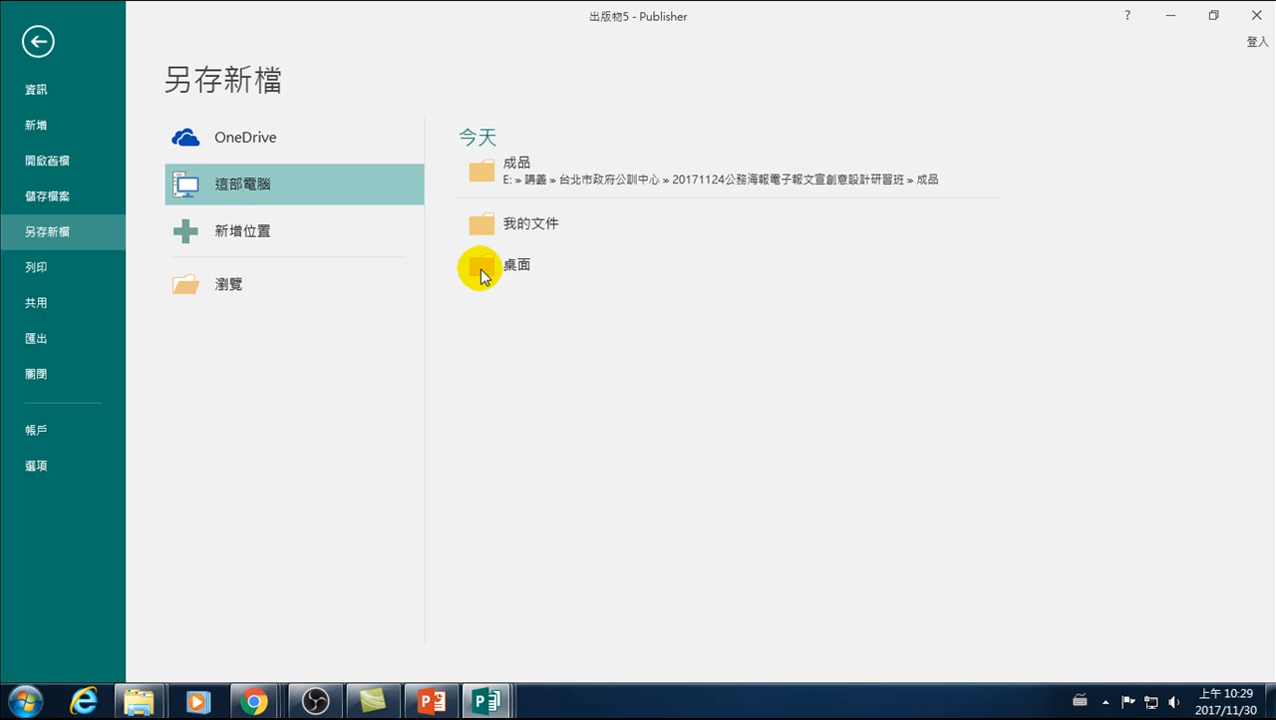 出版物5 - Publisher
?
登入
資訊
新增
開啟舊檔
儲存檔案
另存新檔
列印
共用
匯出
關閉
帳戶
選項
另存新檔
OneDrive
這部電腦
新增位置
瀏覽
今天
成品
E: » 講義 » 台北市政府公訓中心 » 20171124公務海報電子報文宣創意設計研習班 » 成品
我的文件
桌面
上午 10:29
2017/11/30